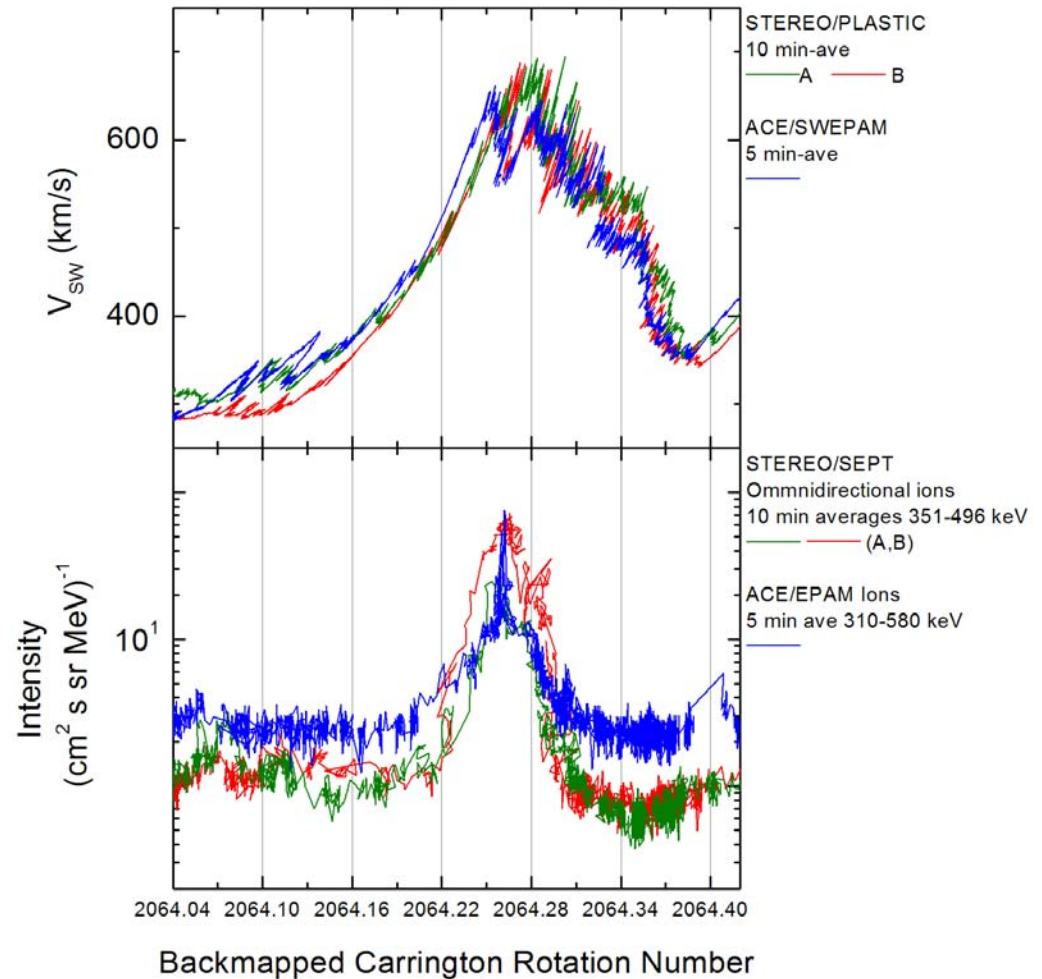 STEREO/PLASTIC
10 min-ave
A B
ACE/SWEPAM
5 min-ave
600
400
V_SW (km/s)
STEREO/SEPT
Ommnidirectional ions
10 min averages 351-496 keV
(A,B)
ACE/EPAM Ions
5 min ave 310-580 keV
10^1
Intensity
(cm^2 s sr MeV)^-1
2064.04 2064.10 2064.16 2064.22 2064.28 2064.34 2064.40
Backmapped Carrington Rotation Number